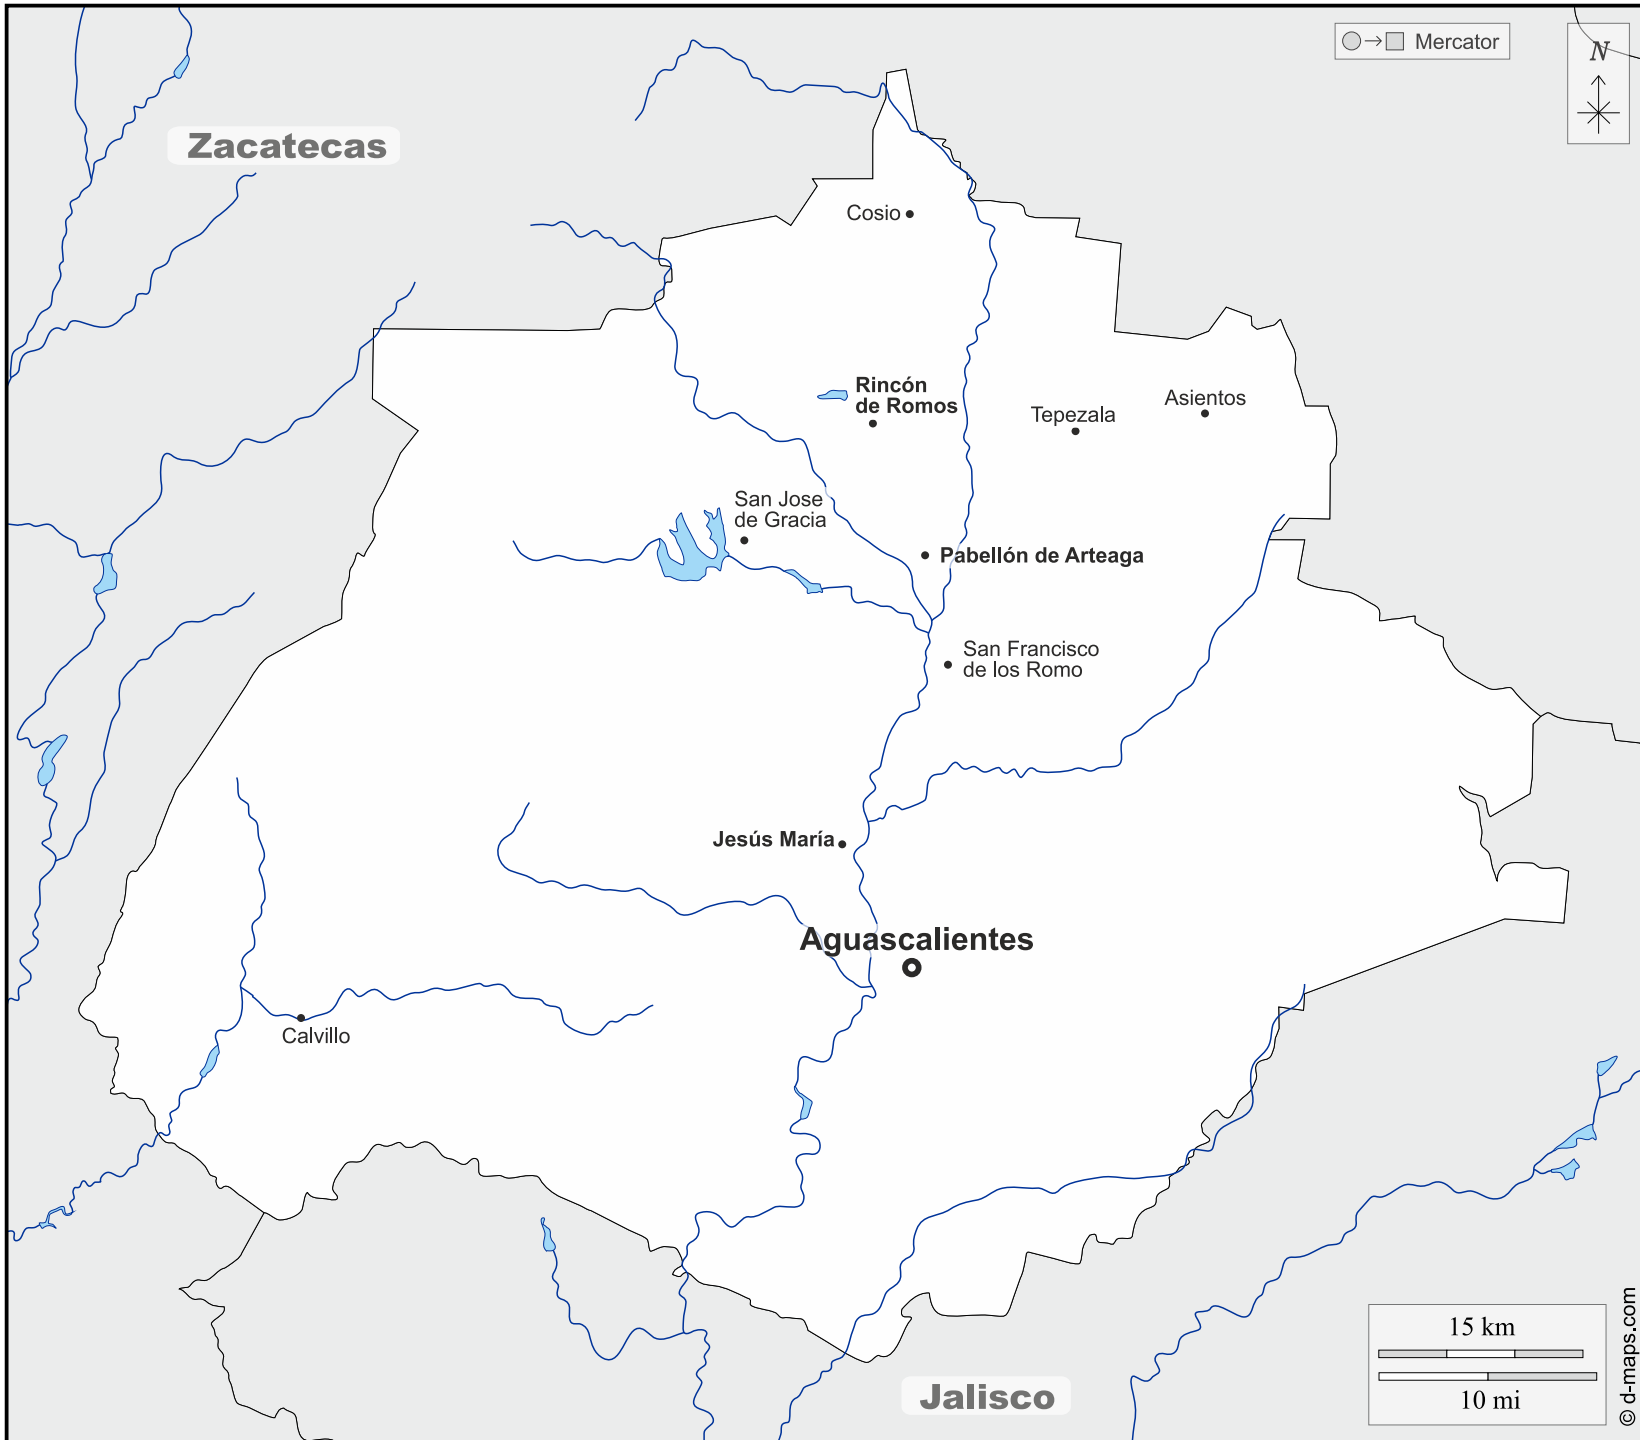 Mercator
N
Zacatecas
Cosio
Rincón
de Romos
Asientos
Tepezala
San Jose
de Gracia
Pabellón de Arteaga
San Francisco
de los Romo
Jesús María
Aguascalientes
Calvillo
15 km
10 mi
Jalisco
© d-maps.com